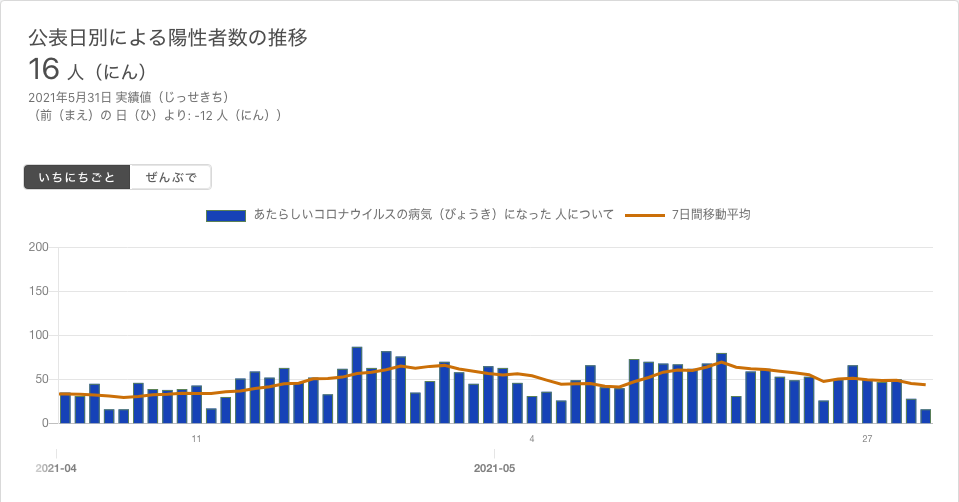 公表日別による陽性者数の推移
16 人（にん）
2021年5月31日 実績値（じっせきち）
（前（まえ）の 日（ひ）より: -12 人（にん））
いちにちごと ぜんぶで
あたらしいコロナウイルスの病気（びょうき）になった 人について 7日間移動平均
200
150
100
50
0
11 4 27
2021-04 2021-05